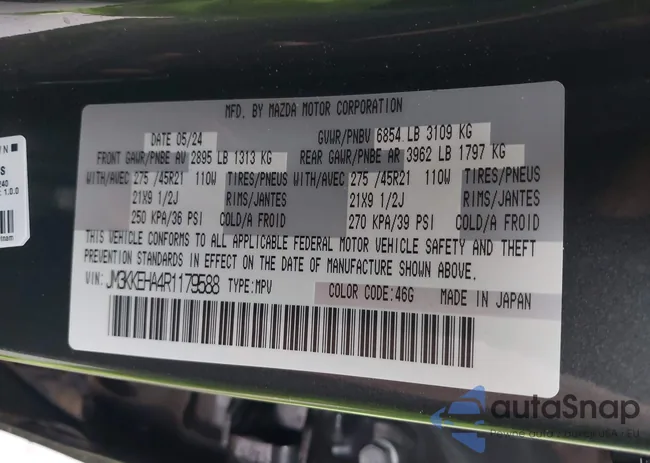 MFD. BY MAZDA MOTOR CORPORATION
DATE 05/24 GVWR/PNBV 6854 LB 3109 KG
FRONT GAWR/PNBE AV 2895 LB 1313 KG REAR GAWR/PNBE AR 3962 LB 1797 KG
WITH/AVEC 275 /45R21 110W TIRES/PNEUS WITH/AVEC 275 /45R21 110W TIRES/PNEUS
21X9 1/2J RIMS/JANTES 21X9 1/2J RIMS/JANTES
250 KPA/36 PSI COLD/A FROID 270 KPA/39 PSI COLD/A FROID
THIS VEHICLE CONFORMS TO ALL APPLICABLE FEDERAL MOTOR VEHICLE SAFETY AND THEFT
PREVENTION STANDARDS IN EFFECT ON THE DATE OF MANUFACTURE SHOWN ABOVE.
VIN: JM3KKEHA4R1179588 TYPE:MPV COLOR CODE:46G MADE IN JAPAN
WN
S
240
: 1.0.0
autoSnap